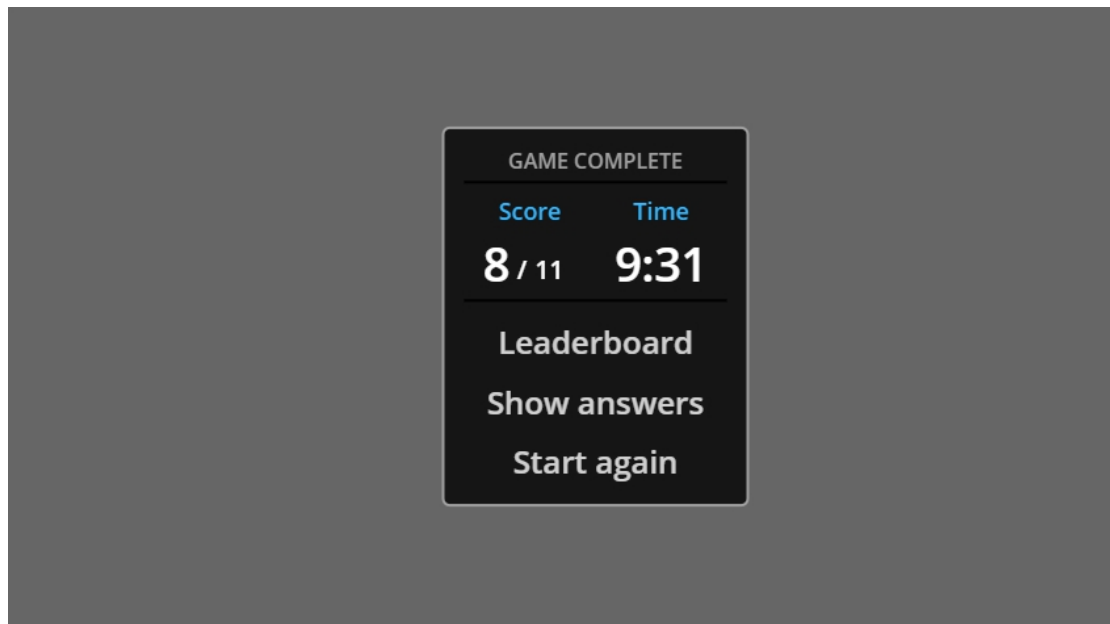 GAME COMPLETE
Score Time
8 / 11 9:31
Leaderboard
Show answers
Start again